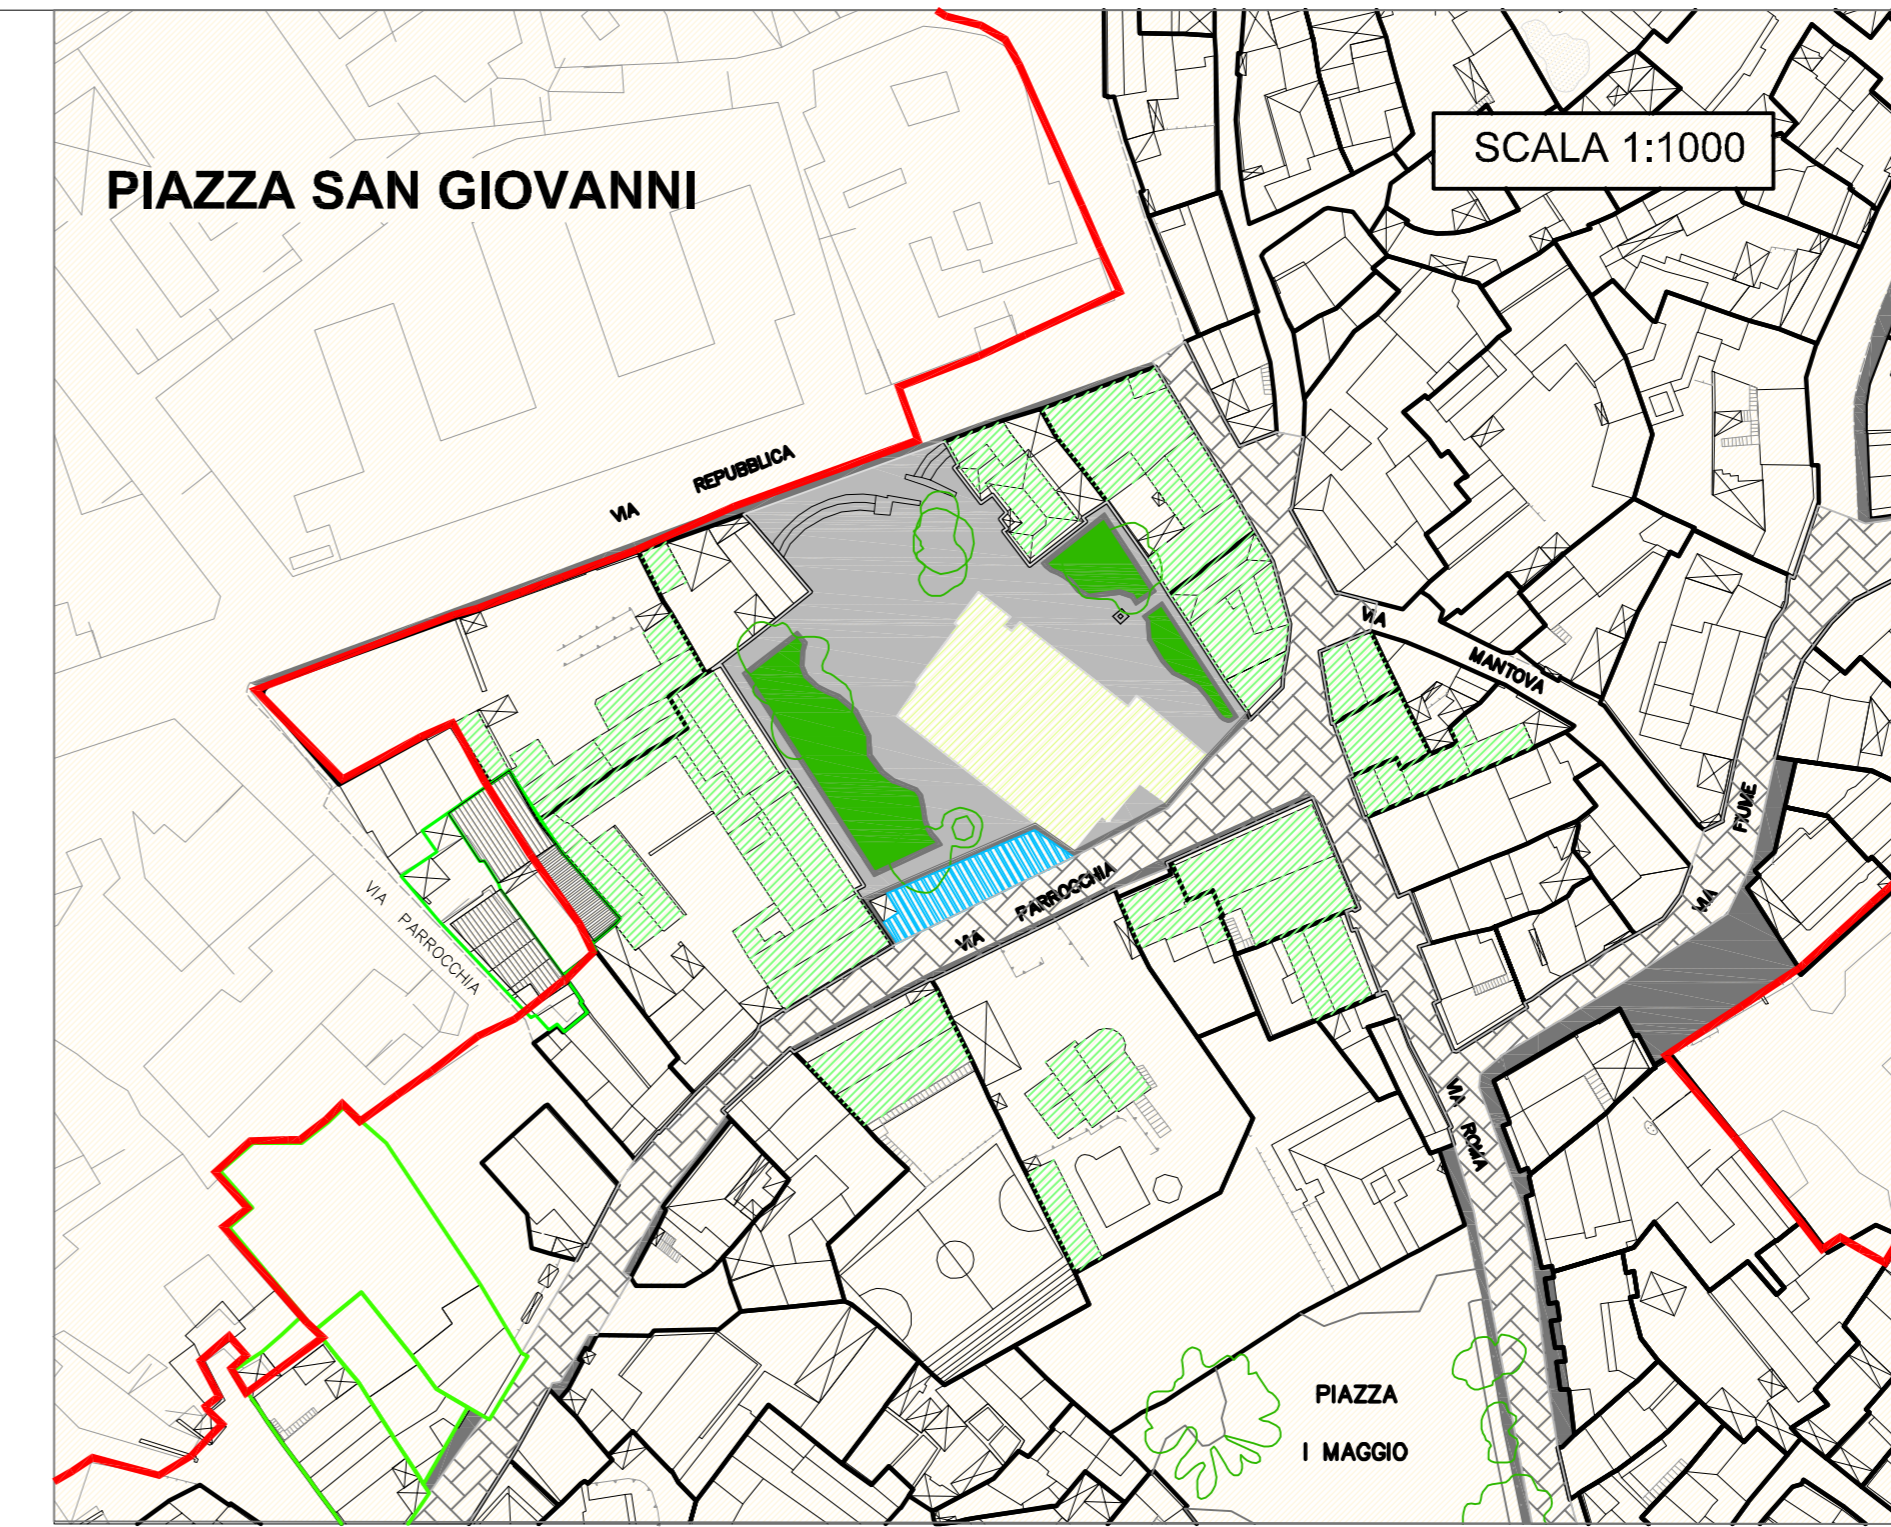 PIAZZA SAN GIOVANNI
SCALA 1:1000
VIA REPUBBLICA
VIA MANTOVA
VIA FIUME
VIA PARROCCHIA
VIA PARROCCHIA
VIA ROMA
PIAZZA
I MAGGIO